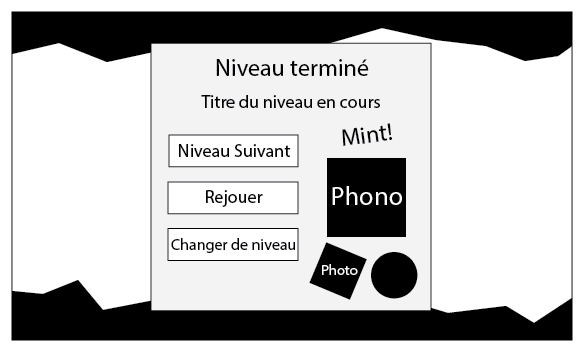 Niveau terminé
Titre du niveau en cours
Niveau Suivant
Rejouer
Changer de niveau
Mint!
Phono
Photo